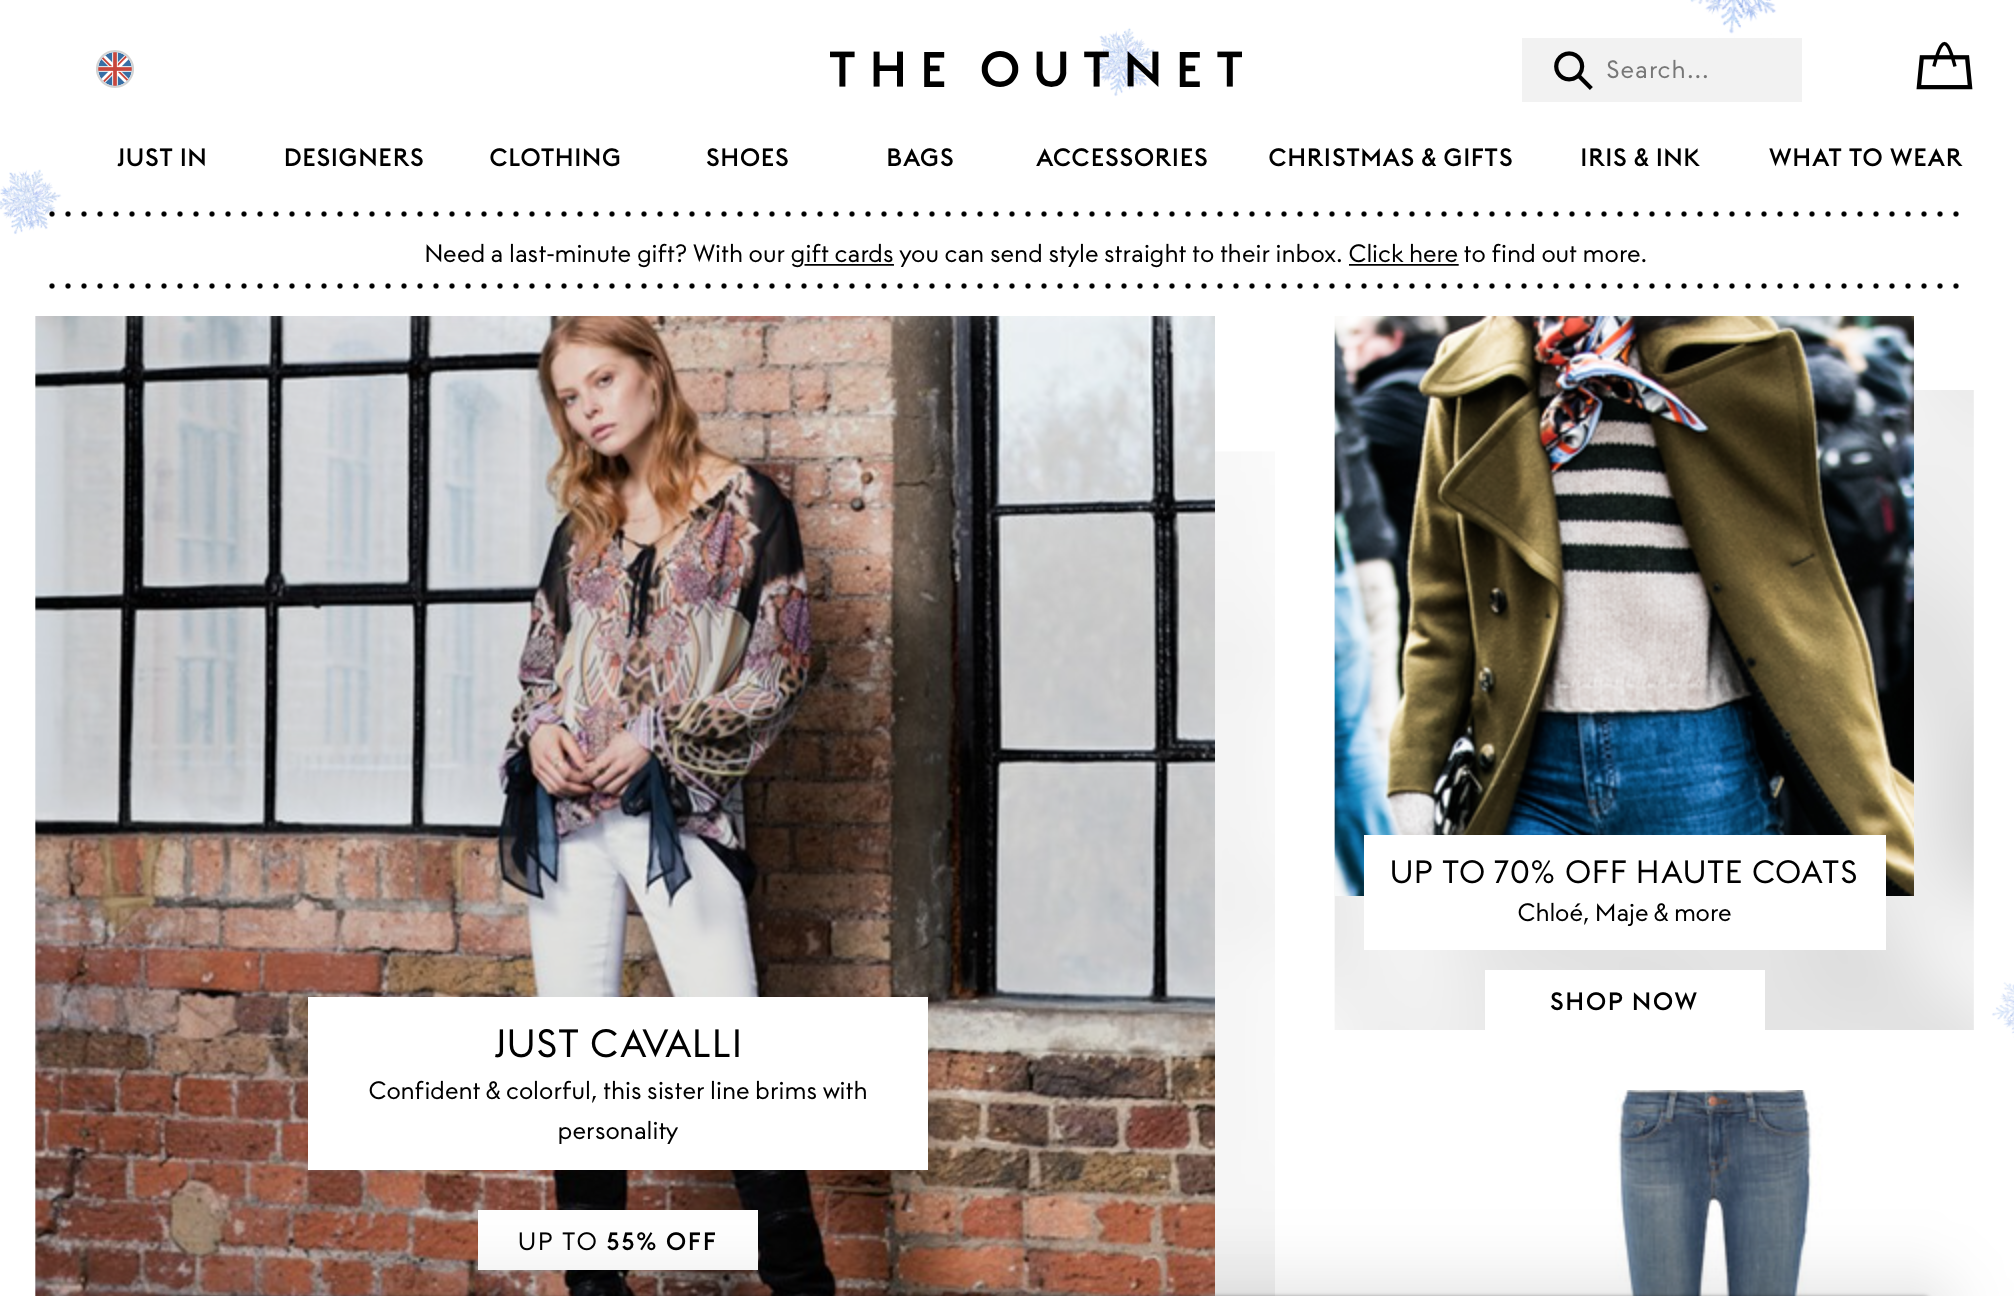 THE OUTNET
Search...
JUST IN DESIGNERS CLOTHING SHOES BAGS ACCESSORIES CHRISTMAS & GIFTS IRIS & INK WHAT TO WEAR
Need a last-minute gift? With our gift cards you can send style straight to their inbox. Click here to find out more.
JUST CAVALLI
Confident & colorful, this sister line brims with
personality
UP TO 55% OFF
UP TO 70% OFF HAUTE COATS
Chloé, Maje & more
SHOP NOW